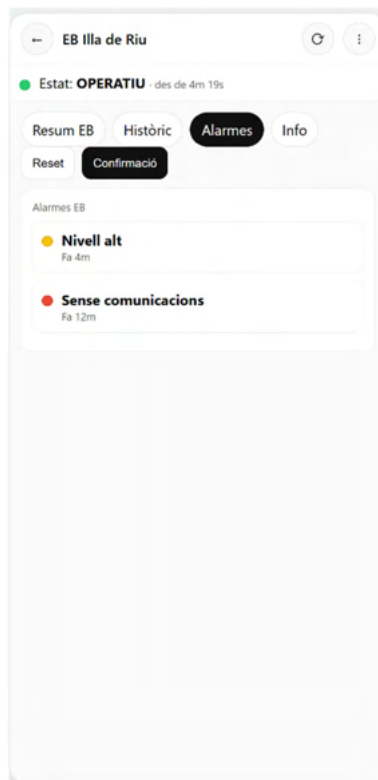 ← EB Illa de Riu
Estat: OPERATIU · des de 4m 19s
Resum EB Històric Alarmes Info
Reset Confirmació
Alarmes EB
Nivell alt
Fa 4m
Sense comunicacions
Fa 12m